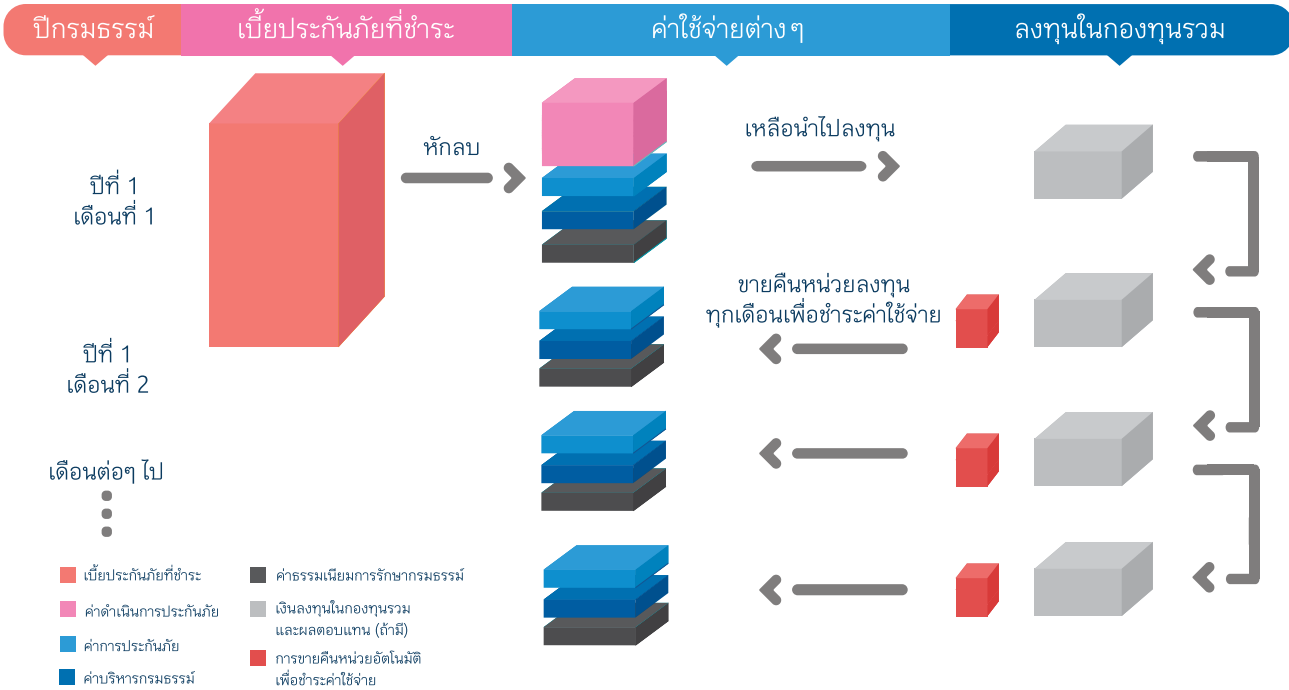 ปีกรมธรรม์
เบี้ยประกันภัยที่ชำระ
ค่าใช้จ่ายต่างๆ
ลงทุนในกองทุนรวม
ปีที่ 1
เดือนที่ 1
หักลบ
เหลือนำไปลงทุน
ปีที่ 1
เดือนที่ 2
ขายคืนหน่วยลงทุน
ทุกเดือนเพื่อชำระค่าใช้จ่าย
เดือนต่อๆ ไป
เบี้ยประกันภัยที่ชำระ
ค่าดำเนินการประกันภัย
ค่าการประกันภัย
ค่าบริหารกรมธรรม์
ค่าธรรมเนียมการรักษากรมธรรม์
เงินลงทุนในกองทุนรวม
และผลตอบแทน (ถ้ามี)
การขายคืนหน่วยอัตโนมัติ
เพื่อชำระค่าใช้จ่าย